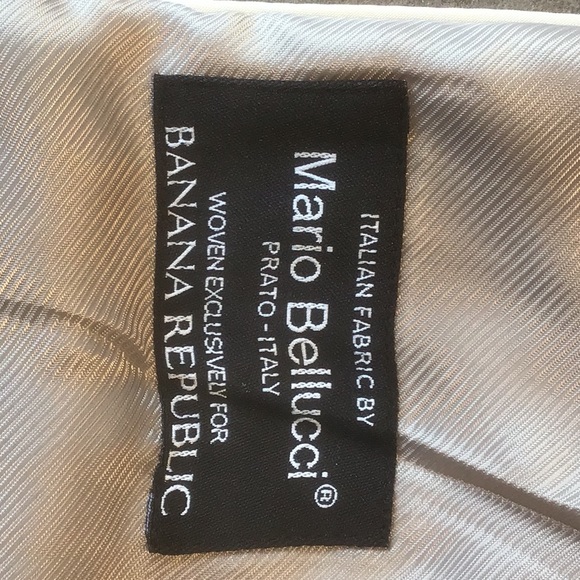 ITALIAN FABRIC BY
Mario Bellucci®
PRATO - ITALY
WOVEN EXCLUSIVELY FOR
BANANA REPUBLIC